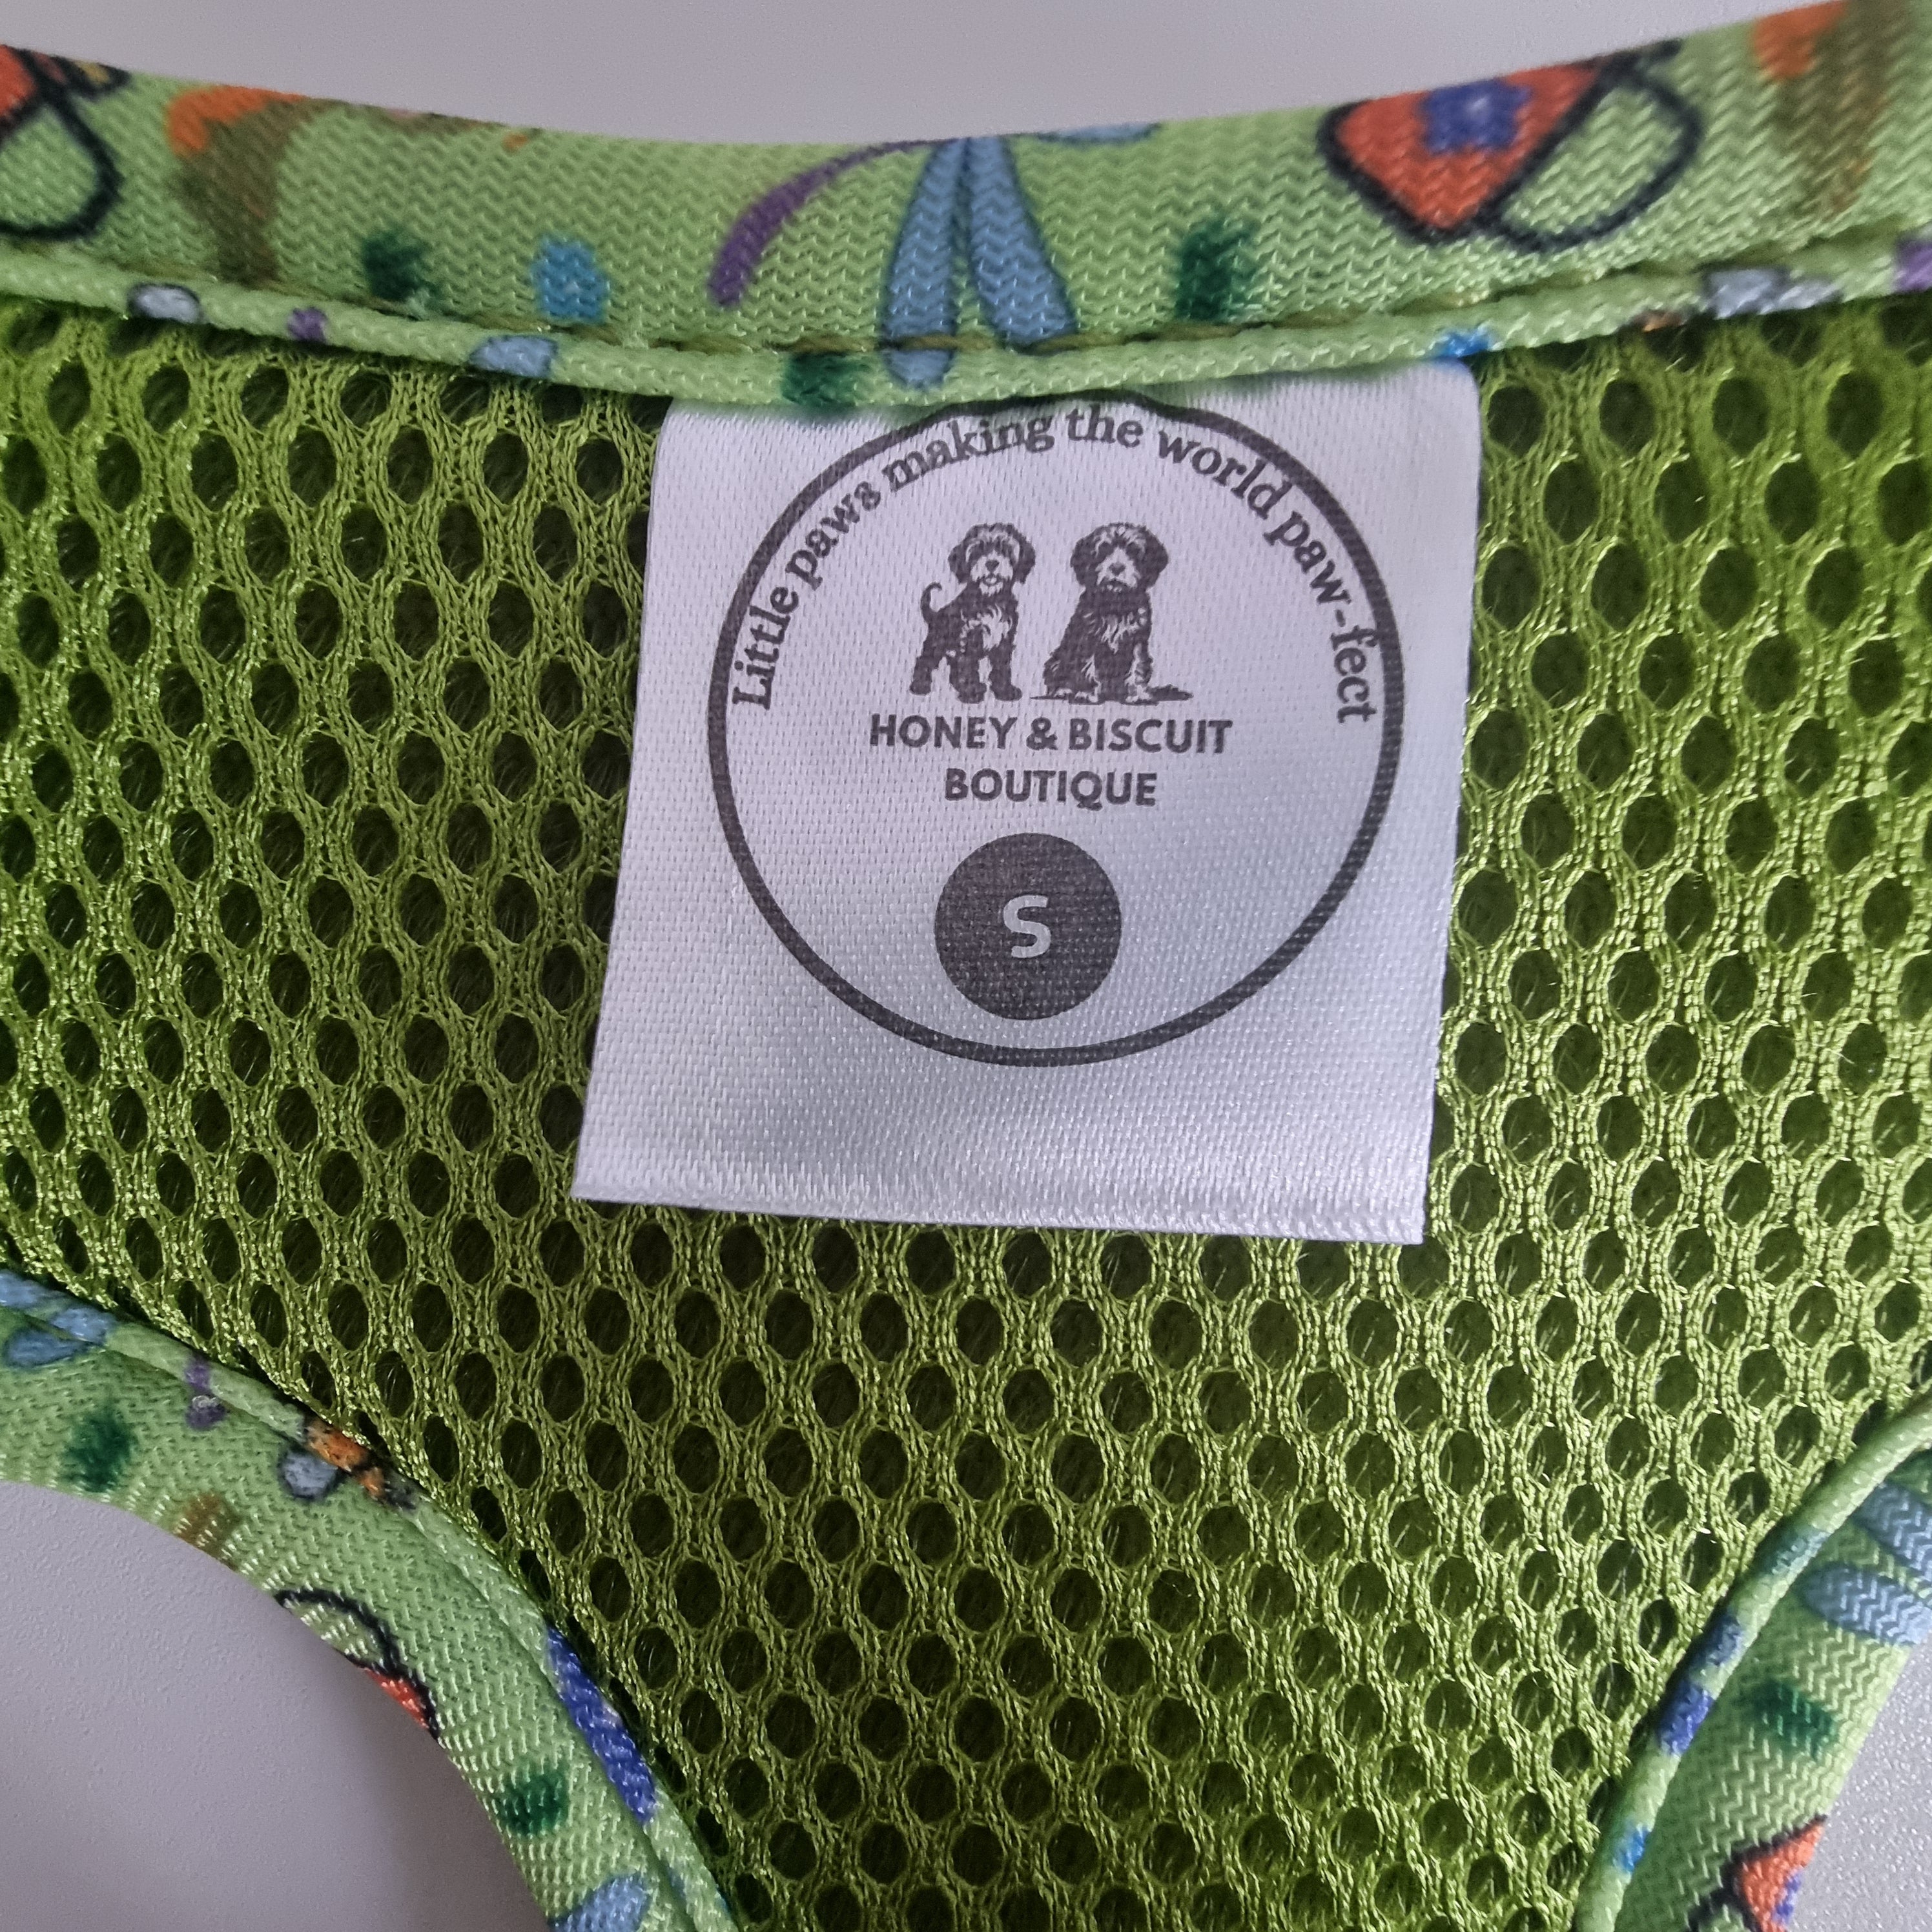 Little paws making the world paw-fect
HONEY & BISCUIT
BOUTIQUE
S